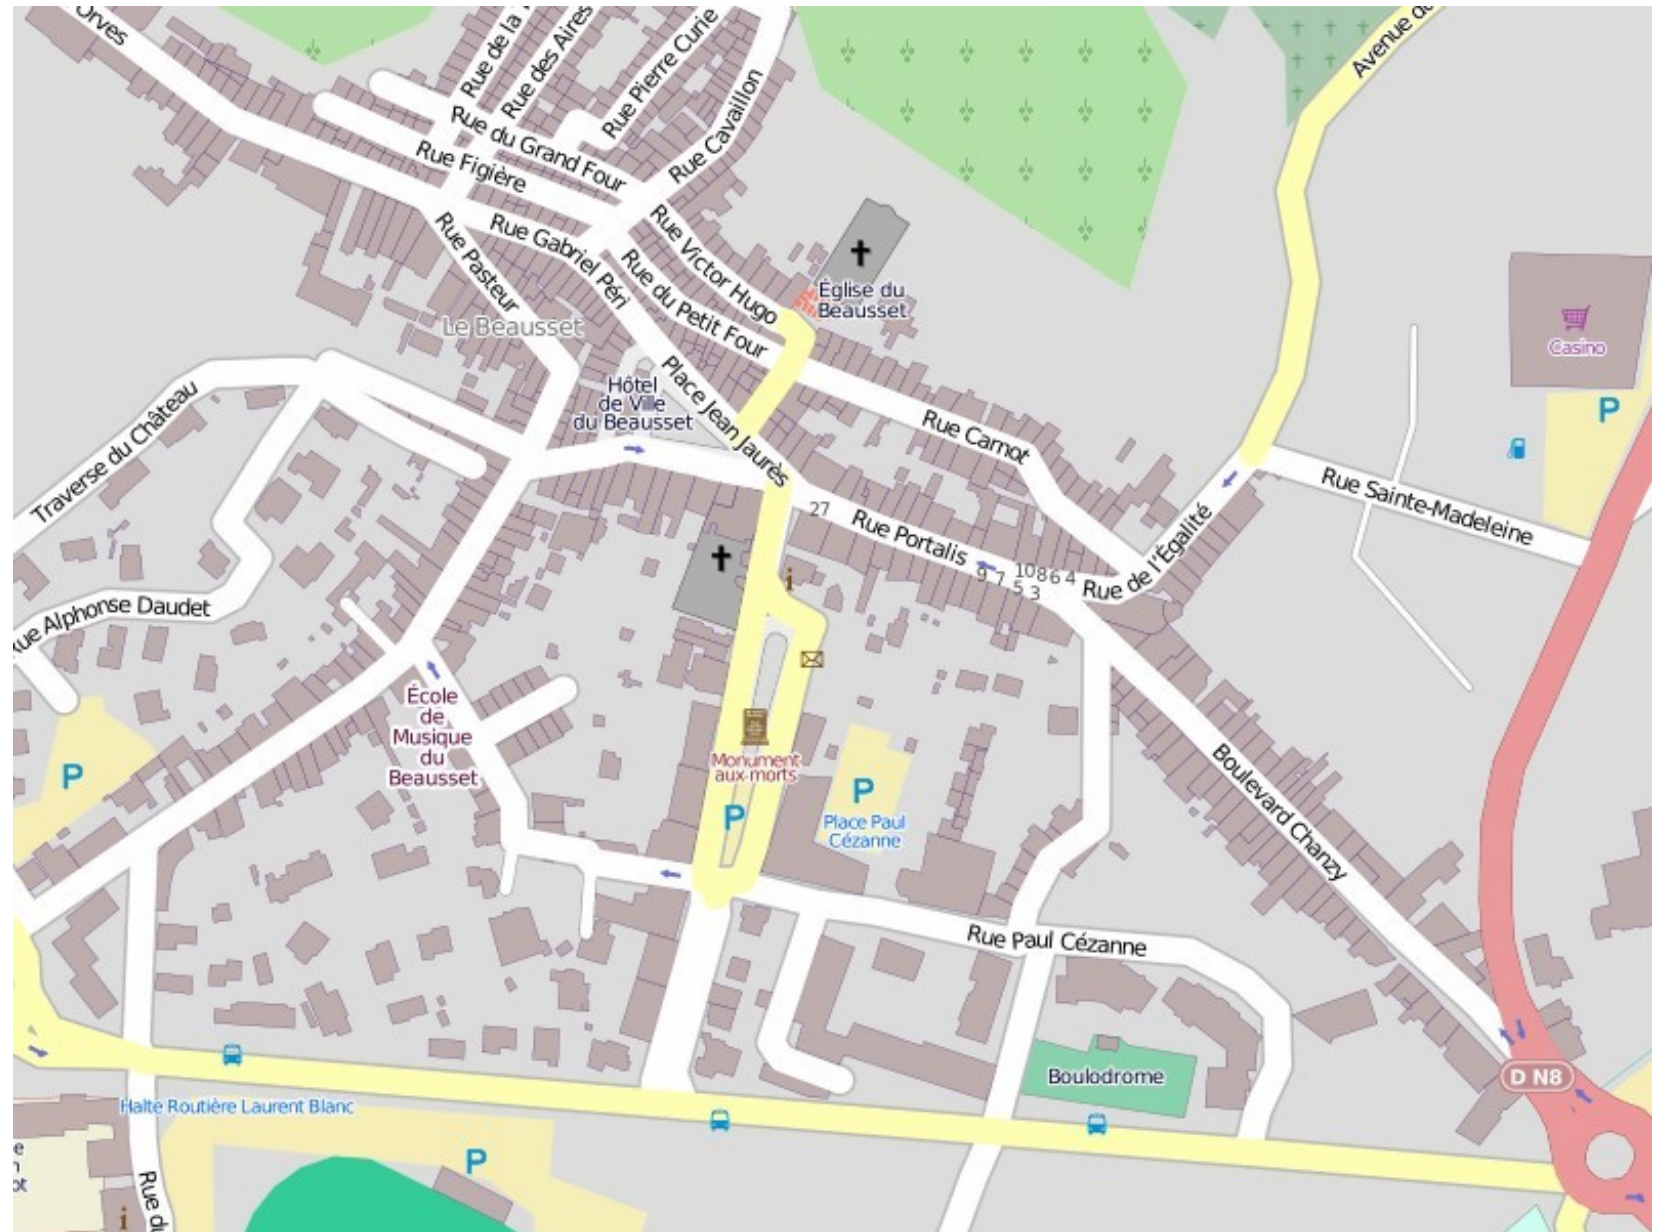 Orves
Rue de la
Rue des Aires
Rue Pierre Curie
Rue Cavaillon
Avenue
Rue du Grand Four
Rue Figière
Rue Gabriel Péri
Rue Pasteur
Rue Victor Hugo
Rue du Petit Four
Église du
Beausset
Le Beausset
Casino
P
Hôtel
de Ville
du Beausset
Place Jean Jaurès
Traverse du Château
Rue Carnot
Rue Sainte-Madeleine
27
Rue Portalis
9
7
10
8
6
4
5
3
Rue de l'Égalité
i
Rue Alphonse Daudet
École
de
Musique
du
Beausset
P
Monument
aux morts
P
P
Place Paul
Cézanne
Boulevard Chanzy
Rue Paul Cézanne
Boulodrome
D N8
Halte Routière Laurent Blanc
P
Rue du
i